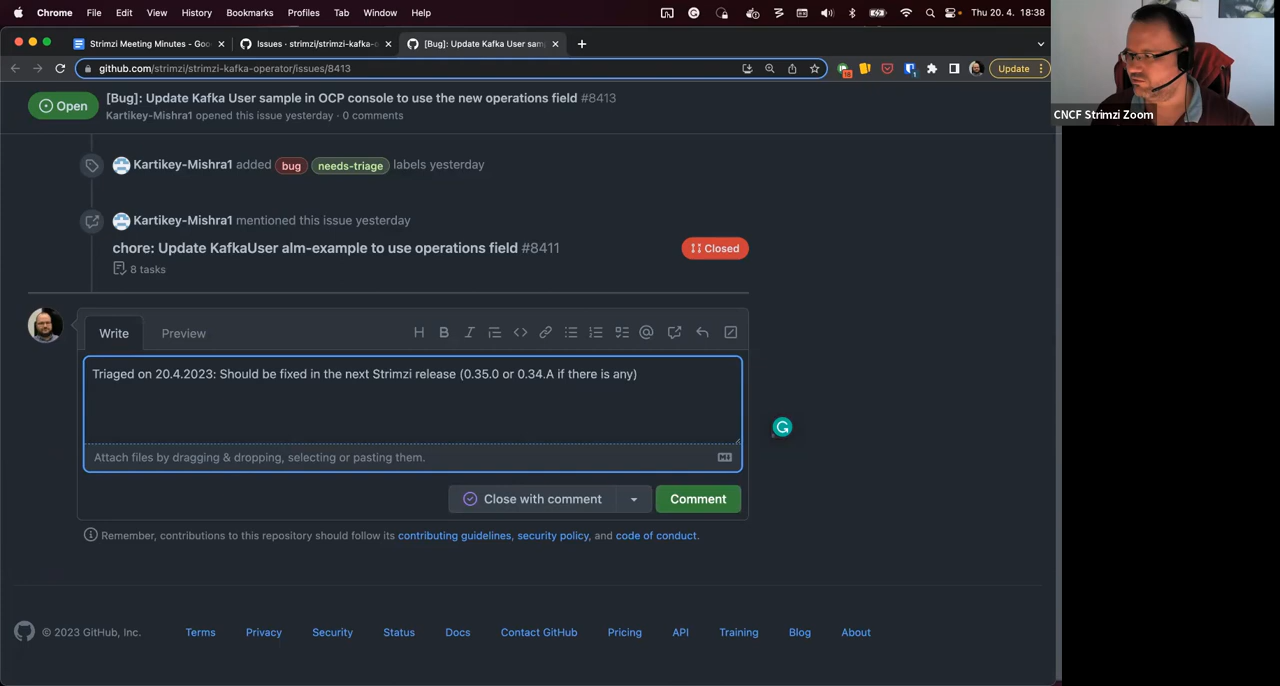 Chrome File Edit View History Bookmarks Profiles Tab Window Help Thu 20. 4. 18:38
Strimzi Meeting Minutes - Goo
Issues · strimzi/strimzi-kafka-o
[Bug]: Update Kafka User sam
github.com/strimzi/strimzi-kafka-operator/issues/8413
18
1
Update
CNCF Strimzi Zoom
Open
[Bug]: Update Kafka User sample in OCP console to use the new operations field #8413
Kartikey-Mishra1 opened this issue yesterday · 0 comments
Kartikey-Mishra1 added bug needs-triage labels yesterday
Kartikey-Mishra1 mentioned this issue yesterday
chore: Update KafkaUser alm-example to use operations field #8411
Closed
8 tasks
Write Preview
Triaged on 20.4.2023: Should be fixed in the next Strimzi release (0.35.0 or 0.34.A if there is any)
Attach files by dragging & dropping, selecting or pasting them.
Close with comment Comment
Remember, contributions to this repository should follow its contributing guidelines, security policy, and code of conduct.
© 2023 GitHub, Inc. Terms Privacy Security Status Docs Contact GitHub Pricing API Training Blog About